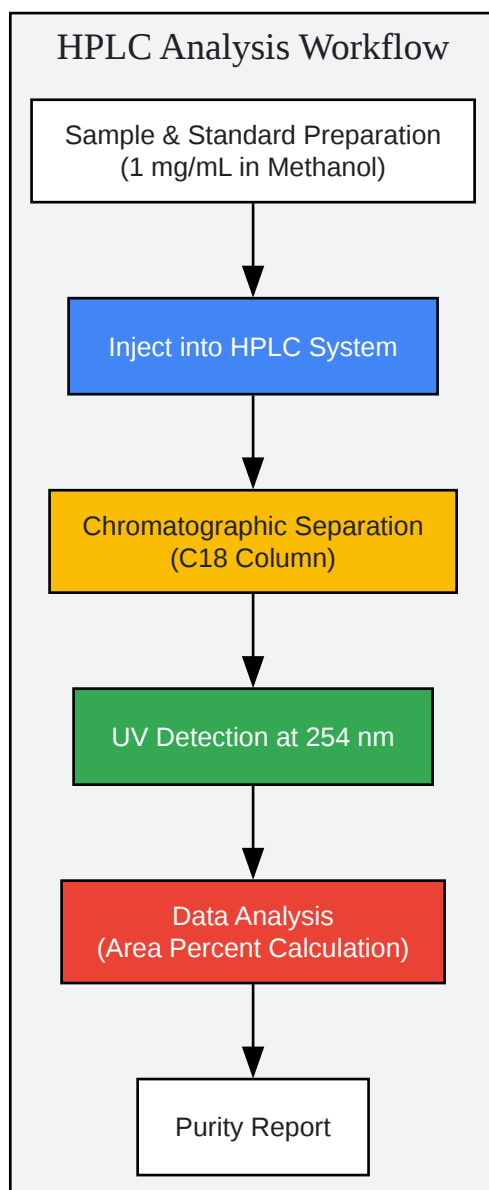 HPLC Analysis Workflow
Sample & Standard Preparation
(1 mg/mL in Methanol)
Inject into HPLC System
Chromatographic Separation
(C18 Column)
UV Detection at 254 nm
Data Analysis
(Area Percent Calculation)
Purity Report